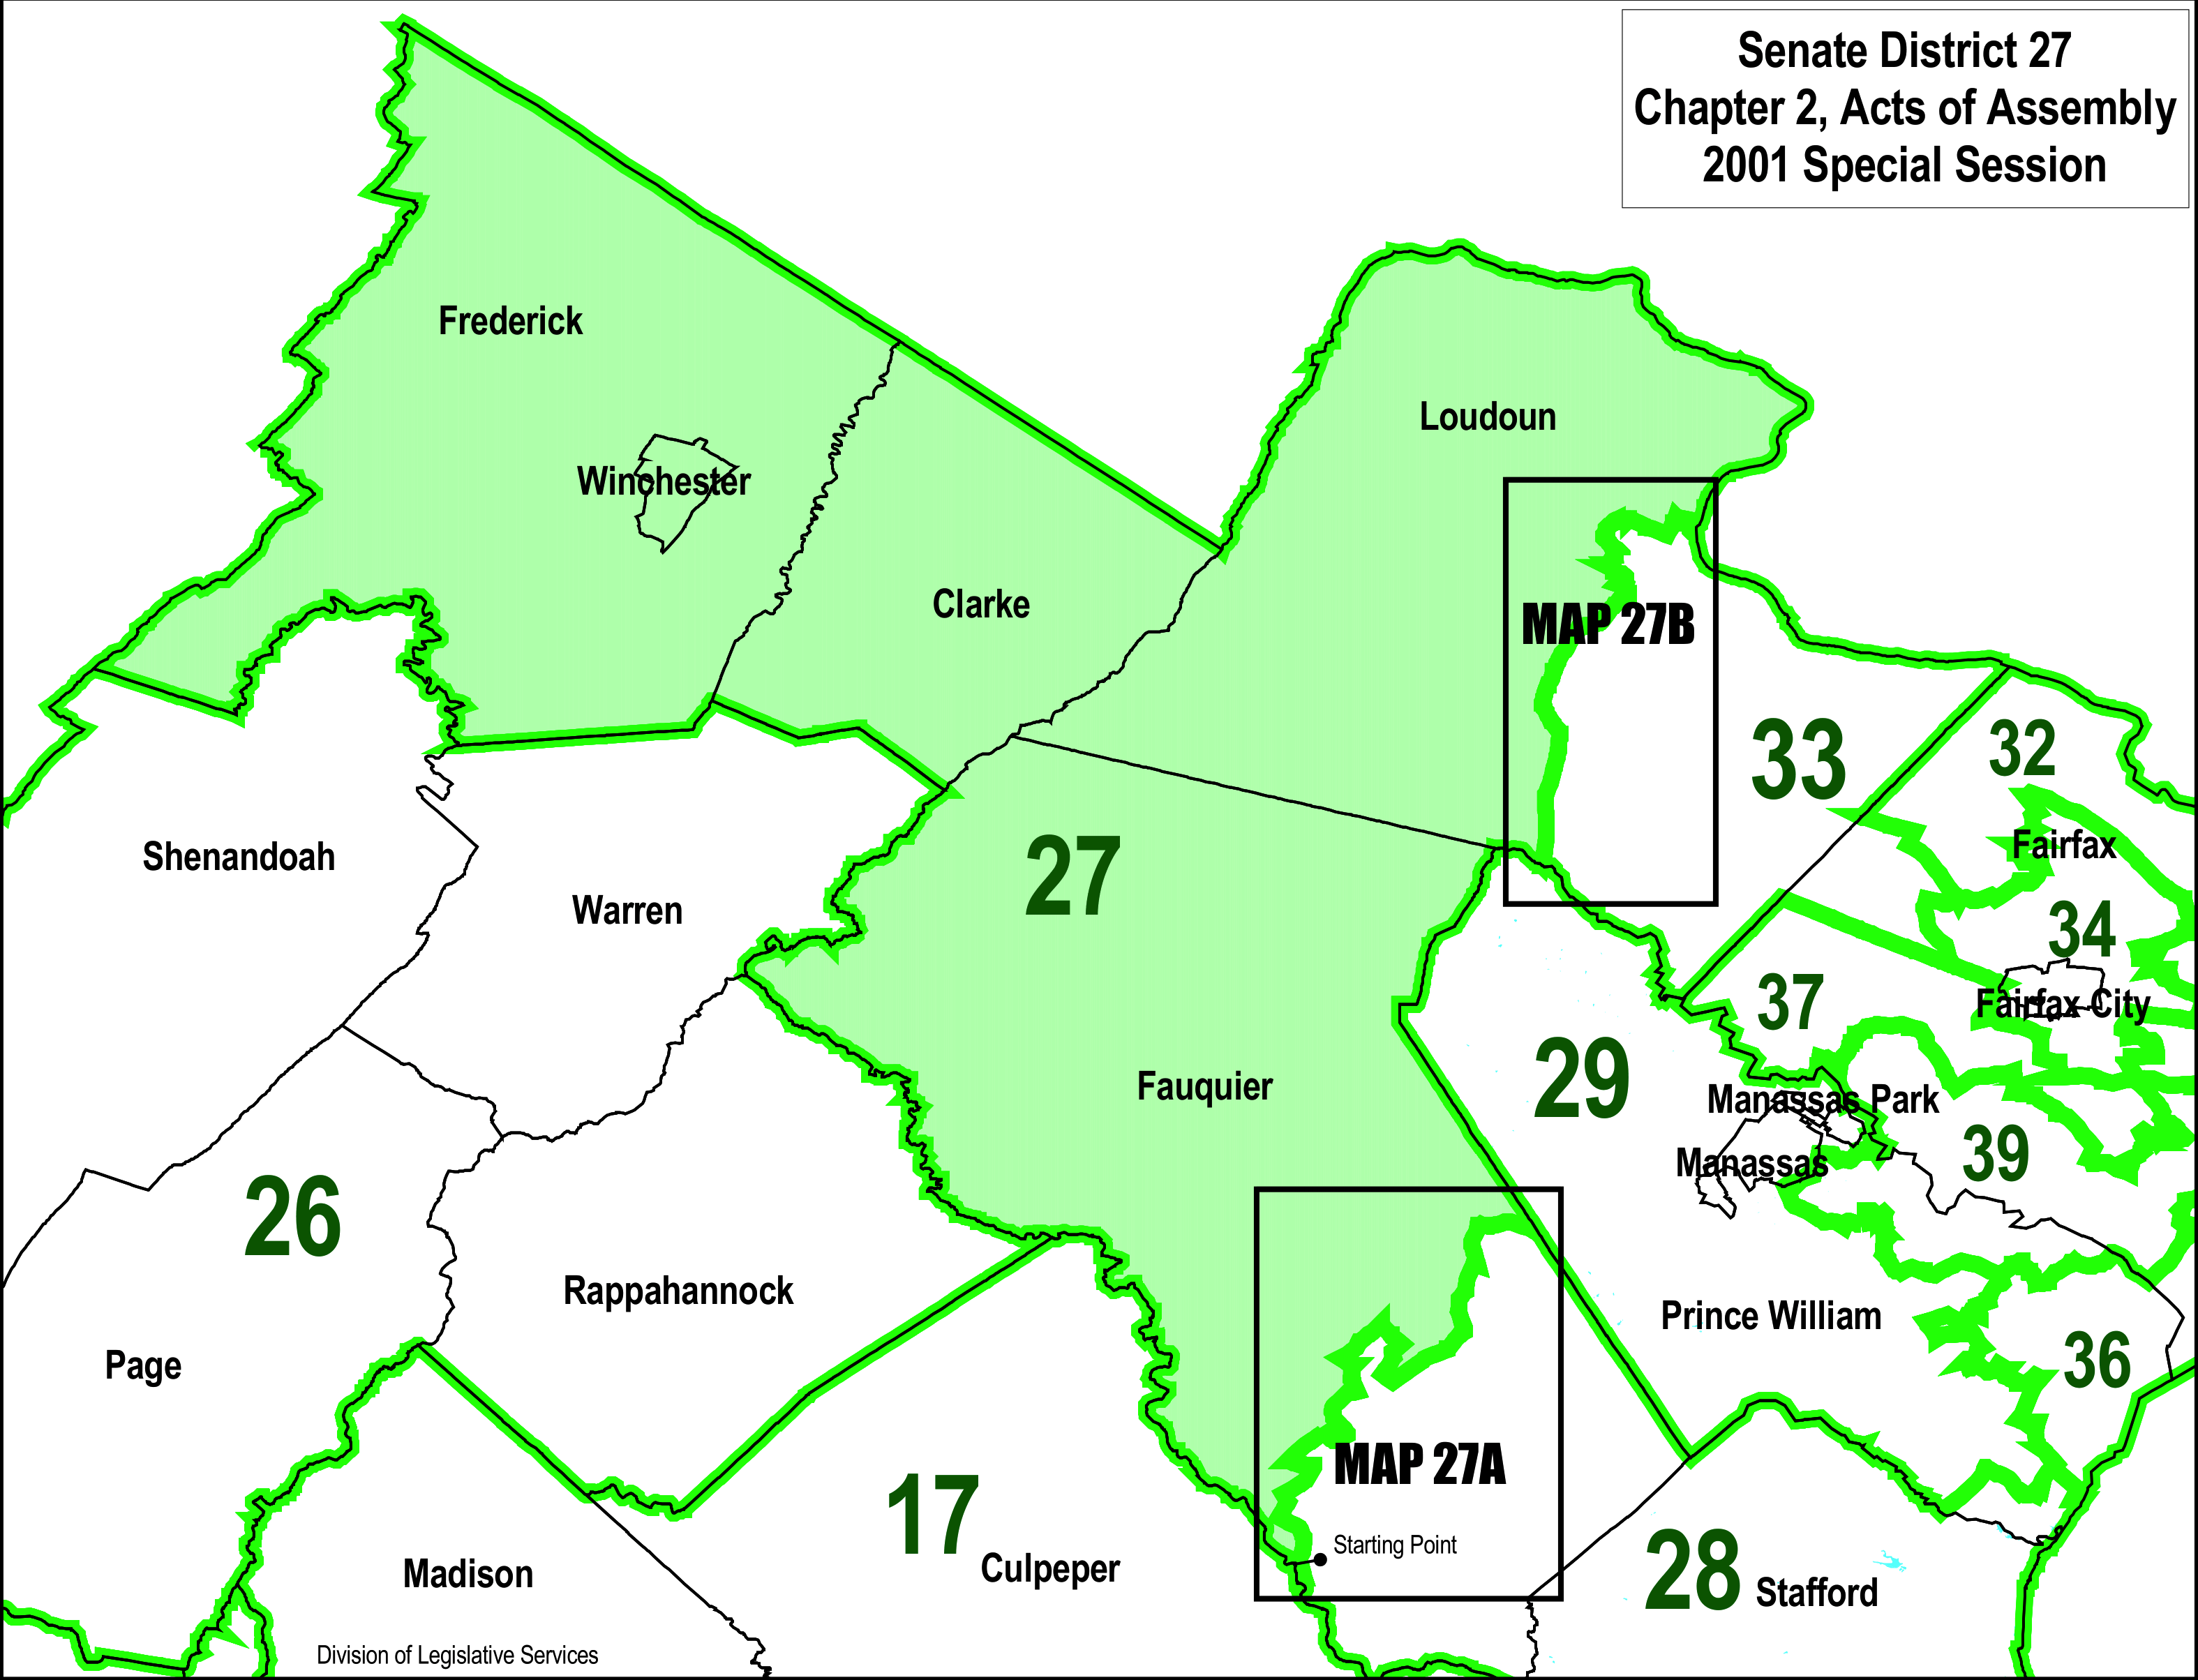 Senate District 27
Chapter 2, Acts of Assembly
2001 Special Session
Frederick
Loudoun
Winchester
Clarke
MAP 27B
33
32
Fairfax
Shenandoah
27
Warren
34
37
Fairfax City
29
Fauquier
Manassas Park
39
Manassas
26
Rappahannock
Prince William
Page
36
MAP 27A
17
Starting Point
Culpeper
Madison
28
Stafford
Division of Legislative Services